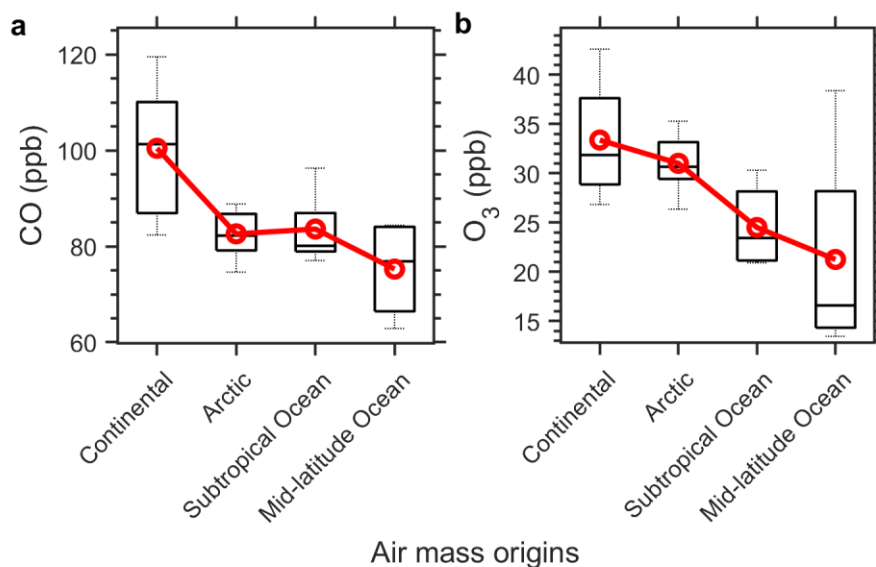 a
CO (ppb)
120
100
80
60
Continental
Arctic
Subtropical Ocean
Mid-latitude Ocean
b
O3 (ppb)
40
35
30
25
20
15
Continental
Arctic
Subtropical Ocean
Mid-latitude Ocean
Air mass origins